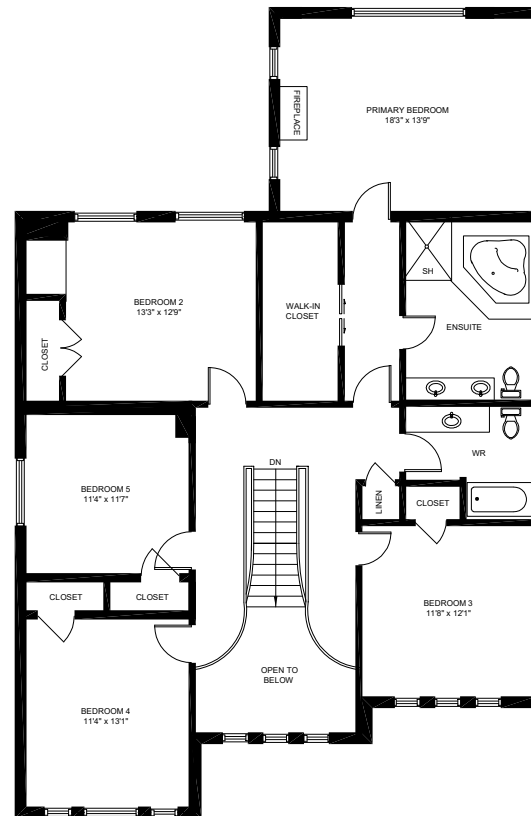 PRIMARY BEDROOM
18'3" x 13'9"
FIREPLACE
BEDROOM 2
13'3" x 12'9"
WALK-IN
CLOSET
SH
ENSUITE
CLOSET
DN
WR
BEDROOM 5
11'4" x 11'7"
LINEN
CLOSET
CLOSET
CLOSET
BEDROOM 3
11'8" x 12'1"
OPEN TO
BELOW
BEDROOM 4
11'4" x 13'1"